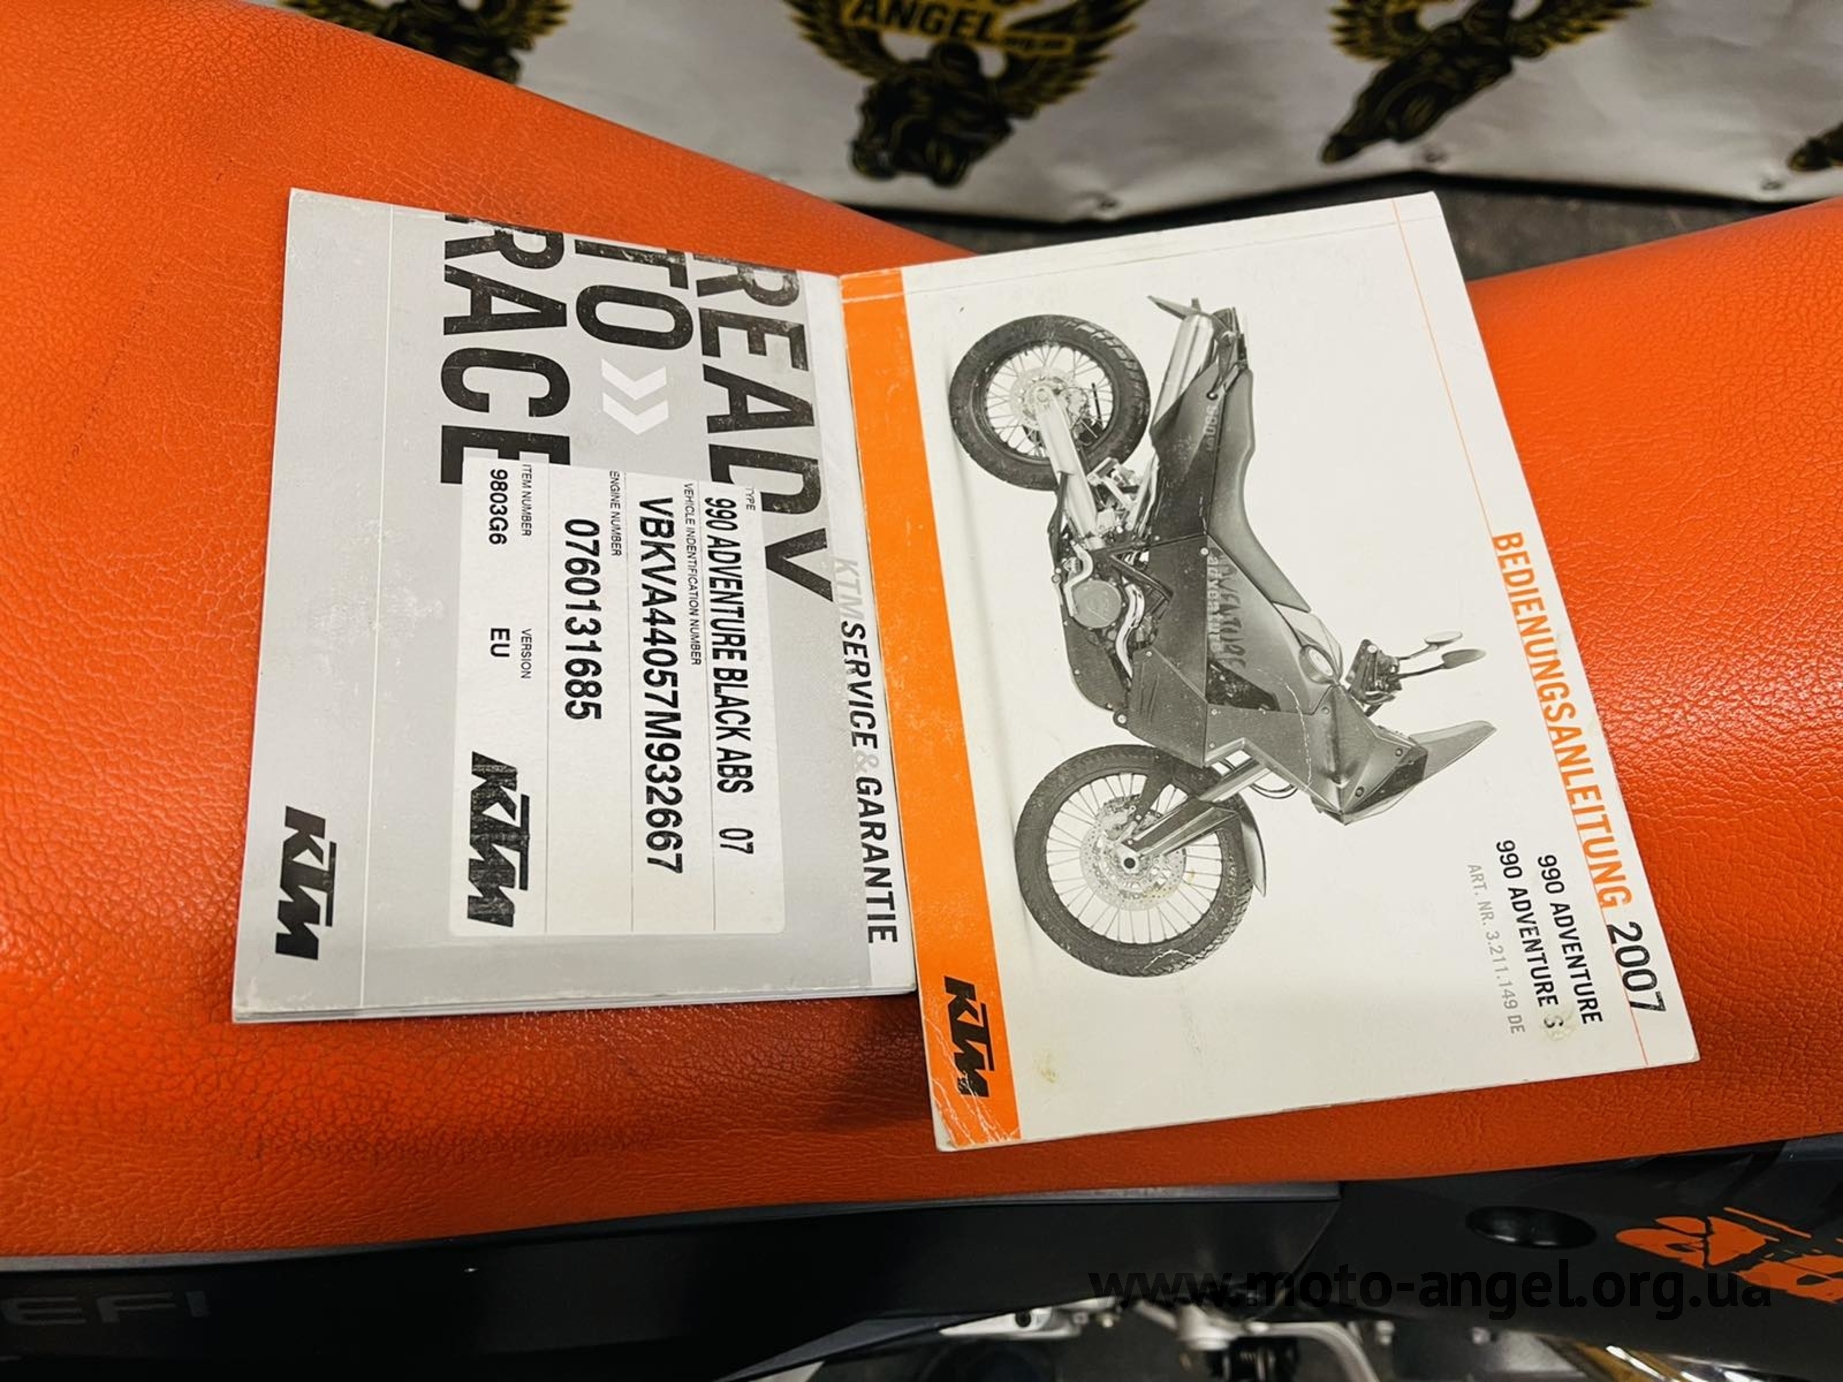 READY
TO »
RACE
KTM SERVICE & GARANTIE
TYPE
990 ADVENTURE BLACK ABS 07
VEHICLE INDENTIFICATION NUMBER
VBKVA44057M932667
ENGINE NUMBER
0760131685
ITEM NUMBER VERSION
9803G6 EU
KTM
KTM
BEDIENUNGSANLEITUNG 2007
990 ADVENTURE
990 ADVENTURE S
ART. NR. 3.211.149 DE
ADVENTURE
KTM
ANGEL
EFI
www.moto-angel.org.ua